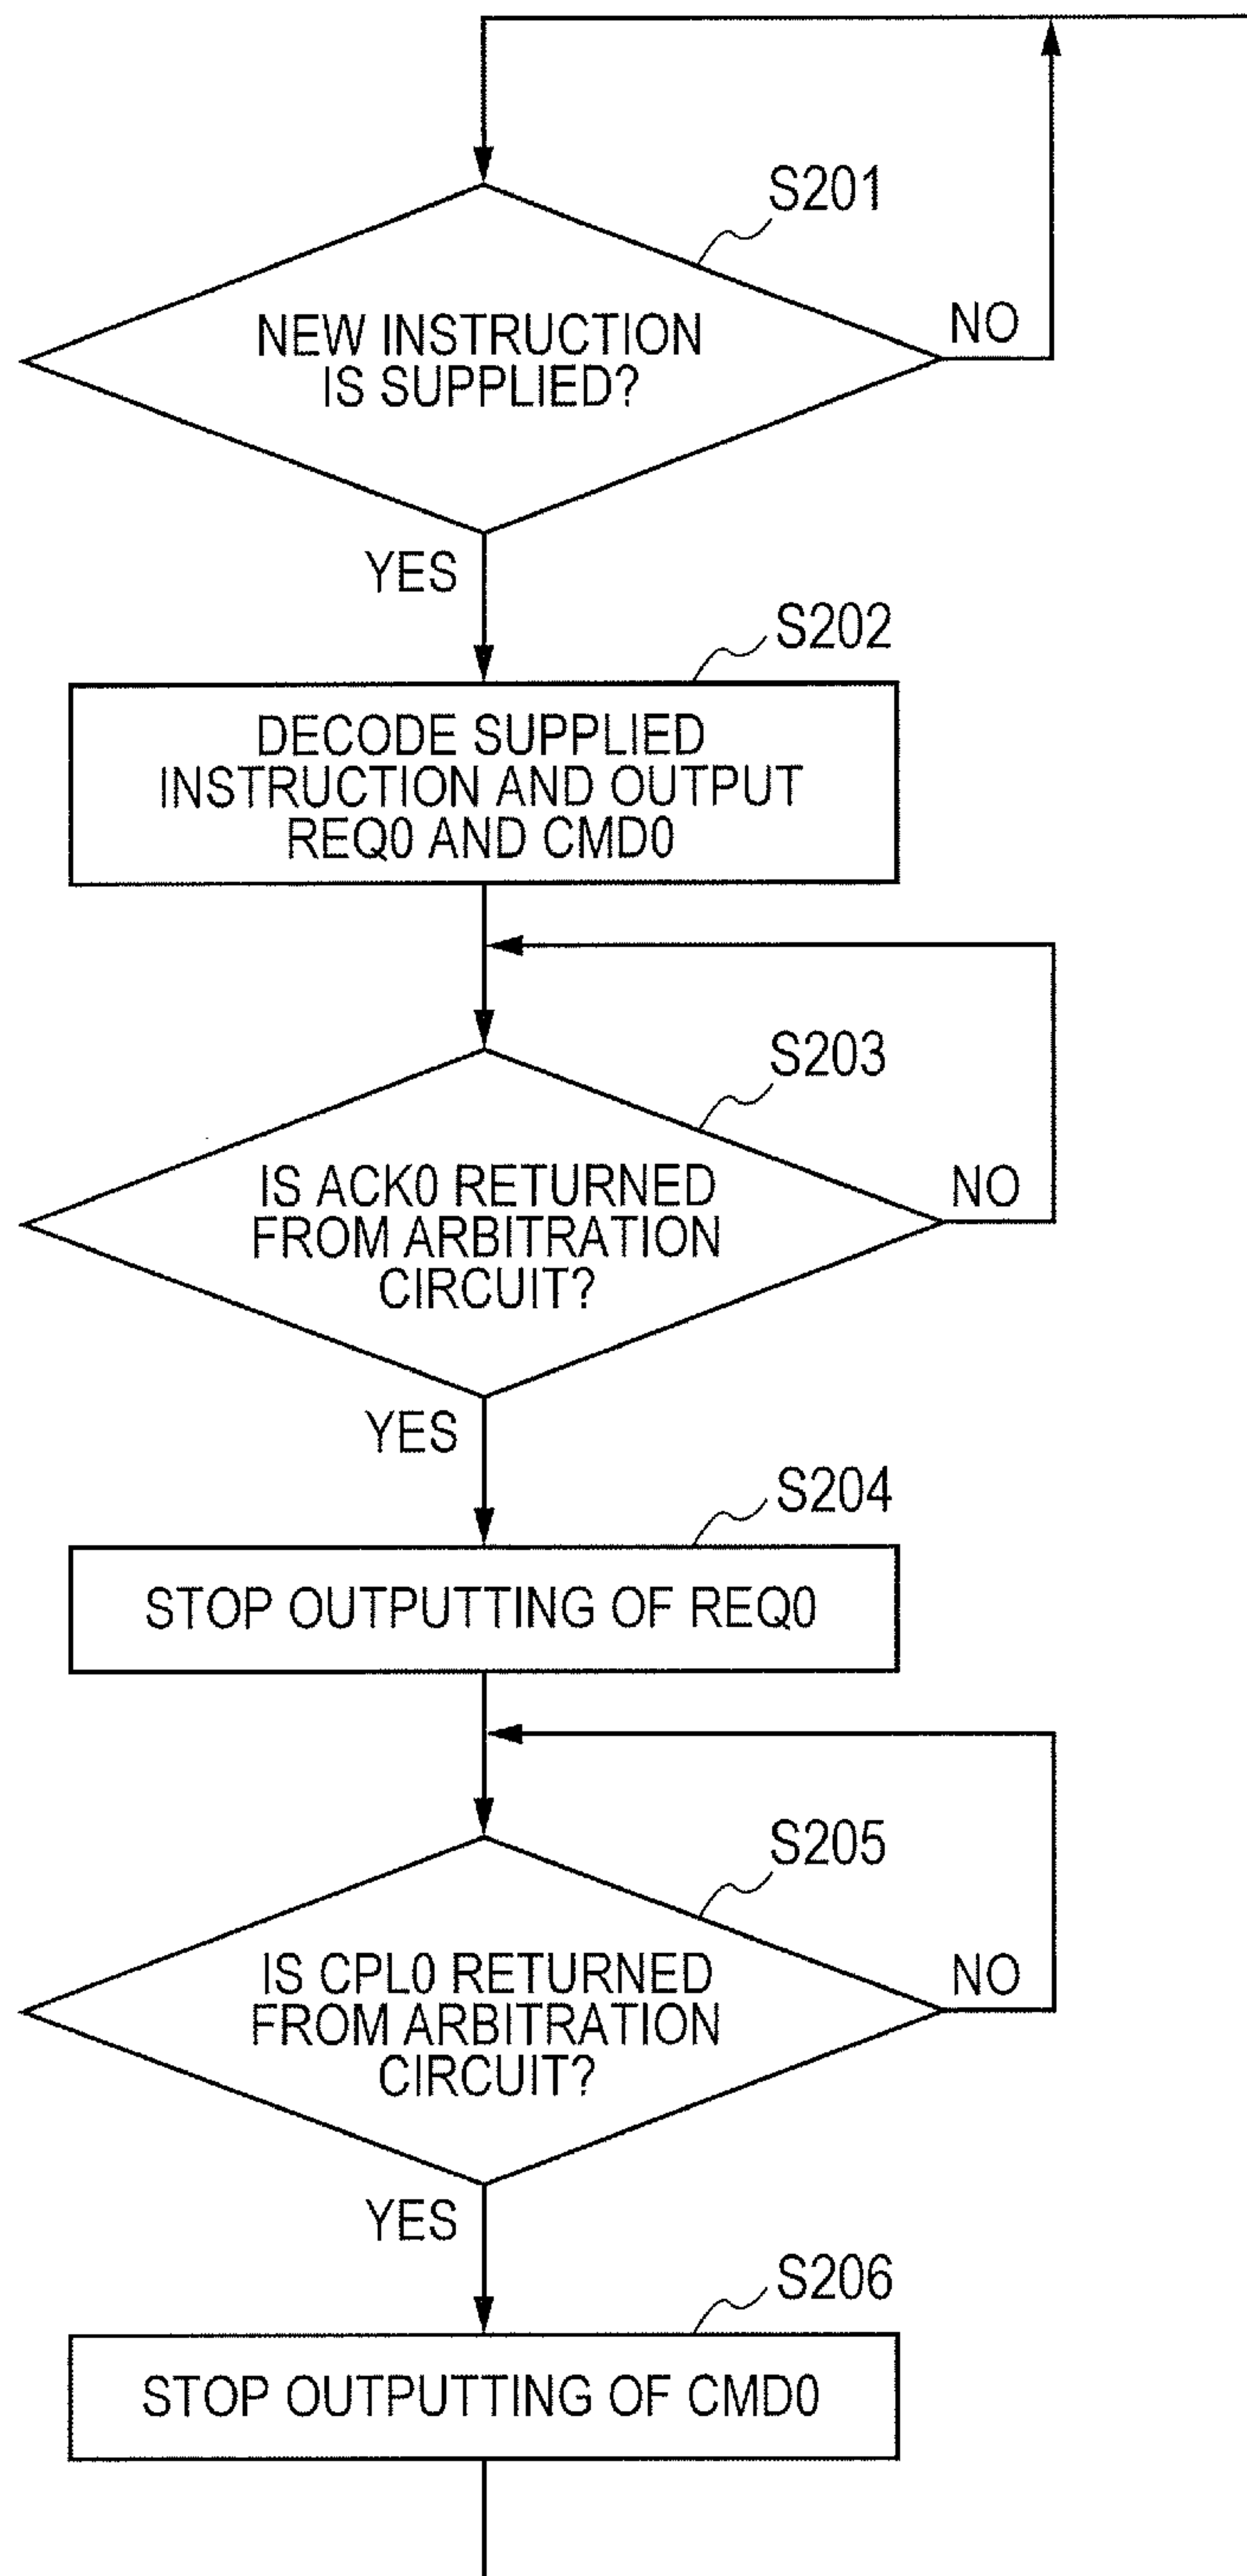 S201
NEW INSTRUCTION
IS SUPPLIED?
NO
YES
S202
DECODE SUPPLIED
INSTRUCTION AND OUTPUT
REQ0 AND CMD0
S203
IS ACK0 RETURNED
FROM ARBITRATION
CIRCUIT?
NO
YES
S204
STOP OUTPUTTING OF REQ0
S205
IS CPL0 RETURNED
FROM ARBITRATION
CIRCUIT?
NO
YES
S206
STOP OUTPUTTING OF CMD0